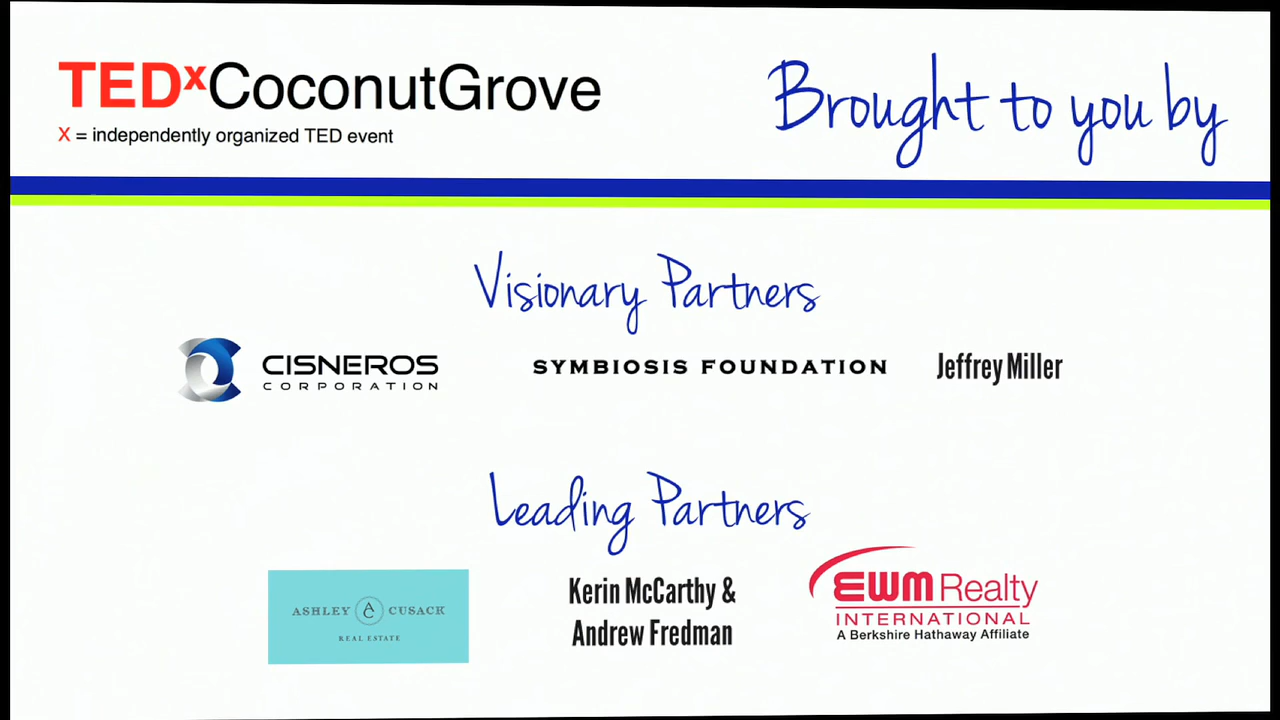 TEDxCoconutGrove
X = independently organized TED event
Brought to you by
Visionary Partners
CISNEROS
CORPORATION
SYMBIOSIS FOUNDATION
Jeffrey Miller
Leading Partners
ASHLEY AC CUSACK
REAL ESTATE
Kerin McCarthy &
Andrew Fredman
EWM Realty
INTERNATIONAL
A Berkshire Hathaway Affiliate